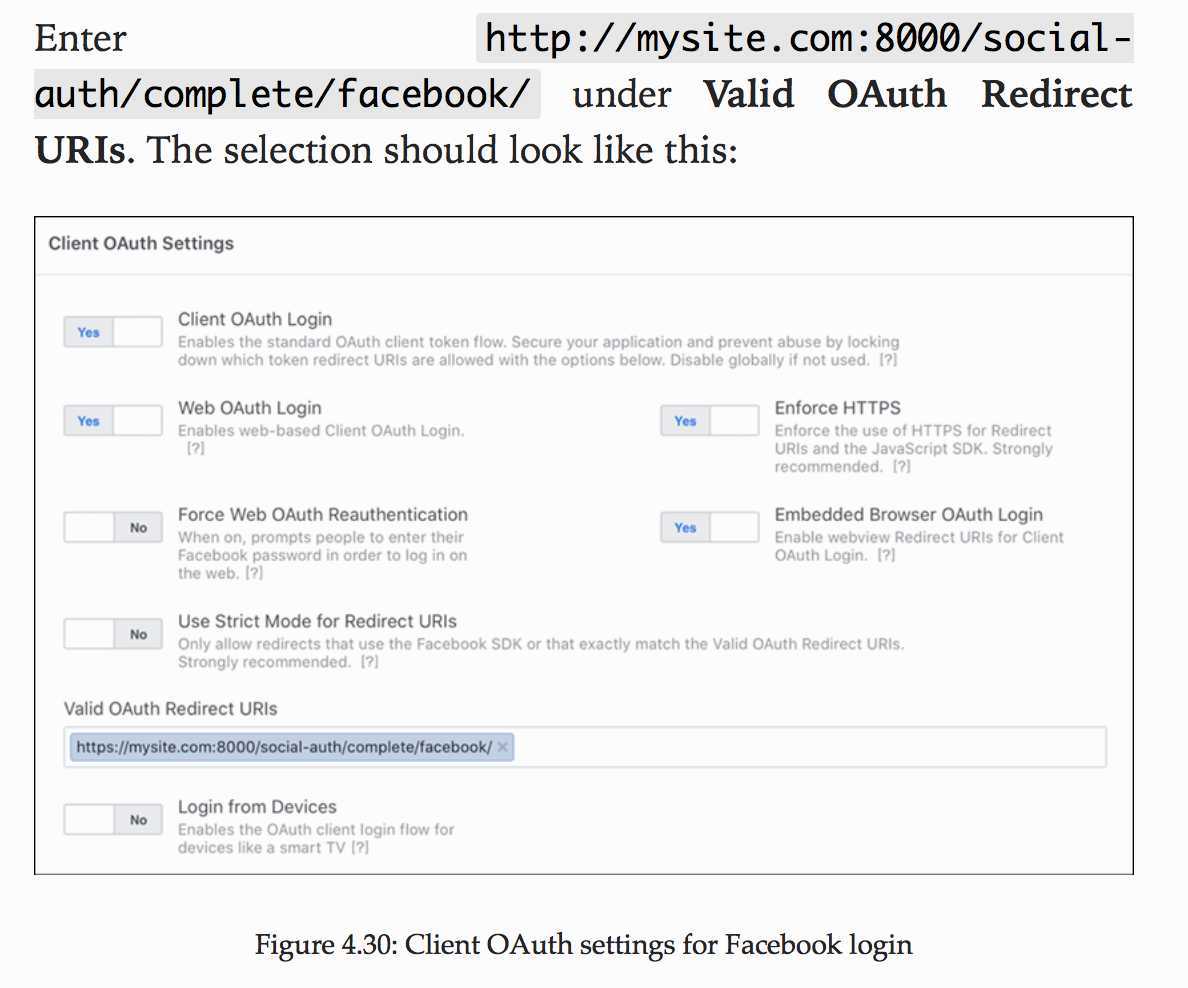 Enter http://mysite.com:8000/social-
auth/complete/facebook/ under Valid OAuth Redirect
URIs. The selection should look like this:
Client OAuth Settings
Yes
Client OAuth Login
Enables the standard OAuth client token flow. Secure your application and prevent abuse by locking
down which token redirect URIs are allowed with the options below. Disable globally if not used. [?]
Yes
Web OAuth Login
Enables web-based Client OAuth Login.
[?]
Yes
Enforce HTTPS
Enforce the use of HTTPS for Redirect
URIs and the JavaScript SDK. Strongly
recommended. [?]
No
Force Web OAuth Reauthentication
When on, prompts people to enter their
Facebook password in order to log in on
the web. [?]
Yes
Embedded Browser OAuth Login
Enable webview Redirect URIs for Client
OAuth Login. [?]
No
Use Strict Mode for Redirect URIs
Only allow redirects that use the Facebook SDK or that exactly match the Valid OAuth Redirect URIs.
Strongly recommended. [?]
Valid OAuth Redirect URIs
https://mysite.com:8000/social-auth/complete/facebook/ ×
No
Login from Devices
Enables the OAuth client login flow for
devices like a smart TV [?]
Figure 4.30: Client OAuth settings for Facebook login